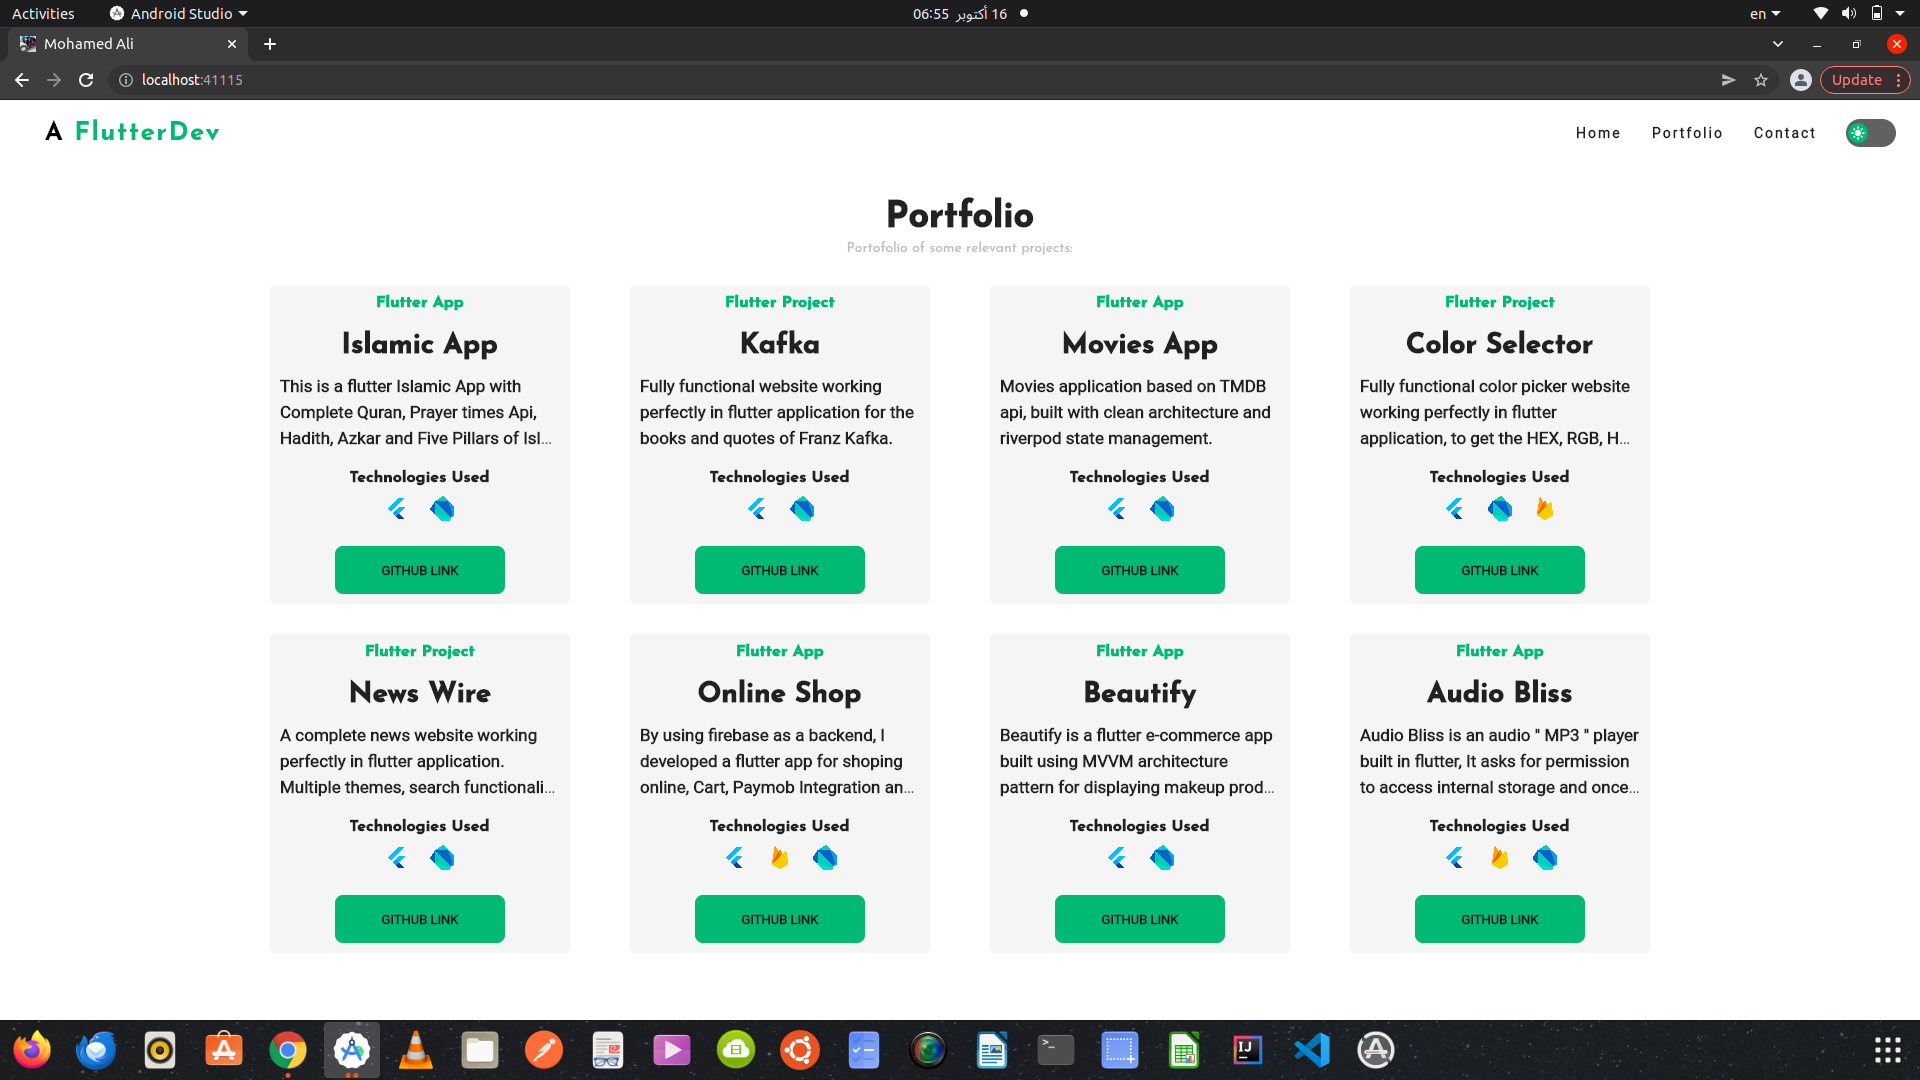 Activities
Android Studio
06:55 16 أكتوبر
en
Mohamed Ali
localhost:41115
Update
A FlutterDev
Home
Portfolio
Contact
Portfolio
Portofolio of some relevant projects:
Flutter App
Islamic App
This is a flutter Islamic App with
Complete Quran, Prayer times Api,
Hadith, Azkar and Five Pillars of Isl...
Technologies Used
GITHUB LINK
Flutter Project
Kafka
Fully functional website working
perfectly in flutter application for the
books and quotes of Franz Kafka.
Technologies Used
GITHUB LINK
Flutter App
Movies App
Movies application based on TMDB
api, built with clean architecture and
riverpod state management.
Technologies Used
GITHUB LINK
Flutter Project
Color Selector
Fully functional color picker website
working perfectly in flutter
application, to get the HEX, RGB, H...
Technologies Used
GITHUB LINK
Flutter Project
News Wire
A complete news website working
perfectly in flutter application.
Multiple themes, search functionali...
Technologies Used
GITHUB LINK
Flutter App
Online Shop
By using firebase as a backend, I
developed a flutter app for shoping
online, Cart, Paymob Integration an...
Technologies Used
GITHUB LINK
Flutter App
Beautify
Beautify is a flutter e-commerce app
built using MVVM architecture
pattern for displaying makeup prod...
Technologies Used
GITHUB LINK
Flutter App
Audio Bliss
Audio Bliss is an audio " MP3 " player
built in flutter, It asks for permission
to access internal storage and once...
Technologies Used
GITHUB LINK
IJ